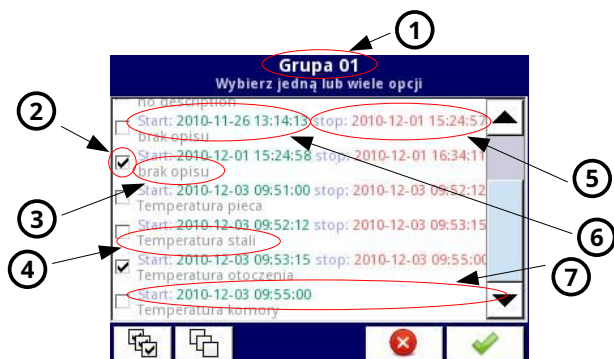 1
Grupa 01
Wybierz jedną lub wiele opcji
2
no description
Start: 2010-11-26 13:14:13 stop: 2010-12-01 15:24:57
brak opisu
Start: 2010-12-01 15:24:58 stop: 2010-12-01 16:34:11
brak opisu
5
3
Start: 2010-12-03 09:51:00 stop: 2010-12-03 09:52:12
Temperatura pieca
6
Start: 2010-12-03 09:52:12 stop: 2010-12-03 09:53:15
Temperatura stali
4
Start: 2010-12-03 09:53:15 stop: 2010-12-03 09:55:00
Temperatura otoczenia
7
Start: 2010-12-03 09:55:00
Temperatura komory